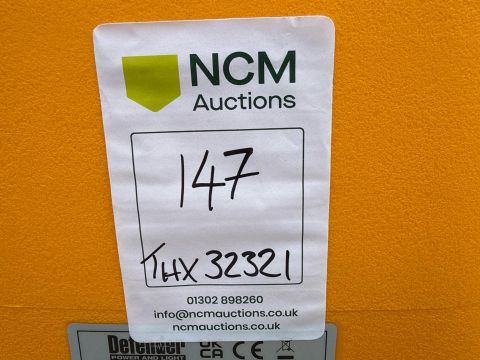 NCM
Auctions
147
THX 32321
01302 898260
info@ncmauctions.co.uk
ncmauctions.co.uk
Defender
POWER AND LIGHT
UK
CA
CE